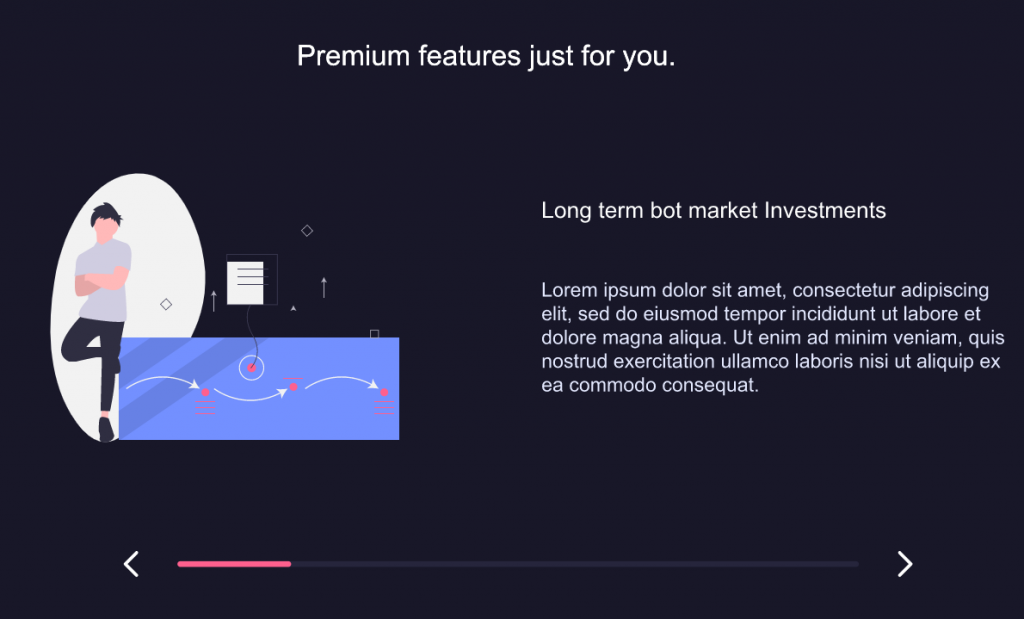 Premium features just for you.
Long term bot market Investments
Lorem ipsum dolor sit amet, consectetur adipiscing
elit, sed do eiusmod tempor incididunt ut labore et
dolore magna aliqua. Ut enim ad minim veniam, quis
nostrud exercitation ullamco laboris nisi ut aliquip ex
ea commodo consequat.